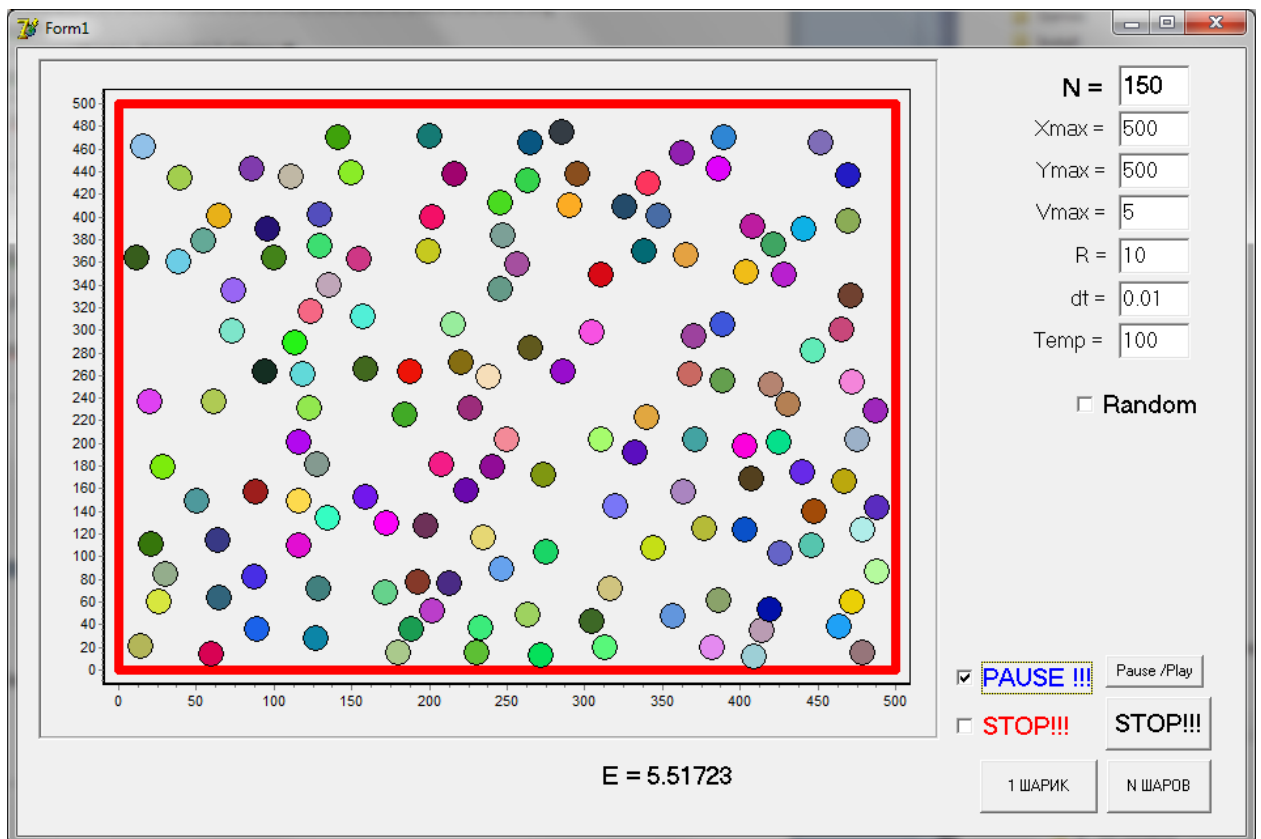 Form1
N = 150
Xmax = 500
Ymax = 500
Vmax = 5
R = 10
dt = 0.01
Temp = 100
Random
500
480
460
440
420
400
380
360
340
320
300
280
260
240
220
200
180
160
140
120
100
80
60
40
20
0
0 50 100 150 200 250 300 350 400 450 500
PAUSE !!! Pause /Play
STOP!!! STOP!!!
E = 5.51723
1 ШАРИК N ШАРОВ